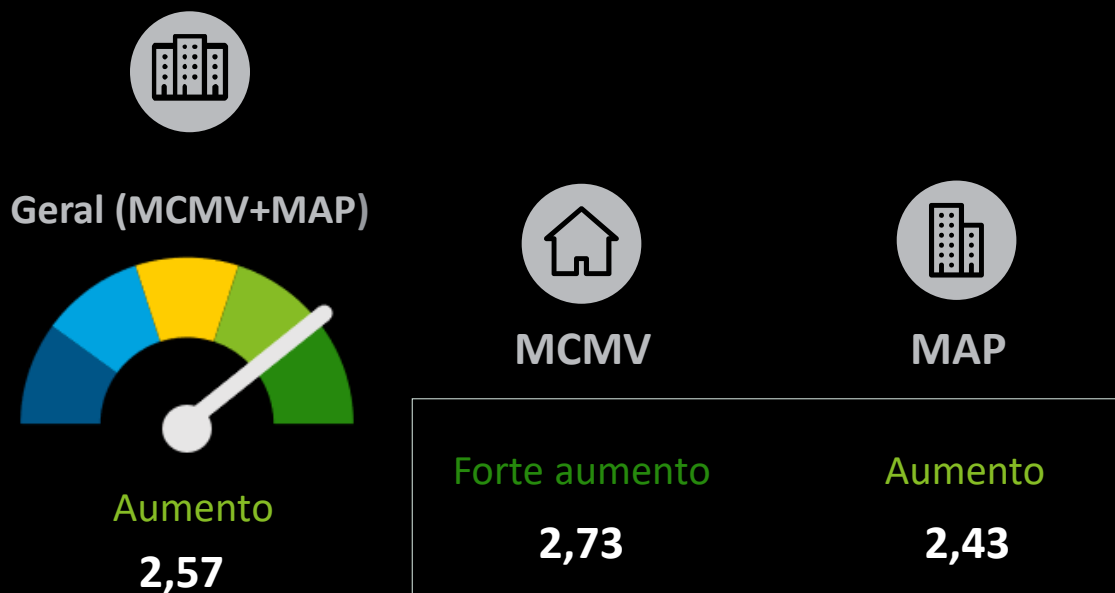 Geral (MCMV+MAP)
Aumento
2,57
MCMV
Forte aumento
2,73
MAP
Aumento
2,43